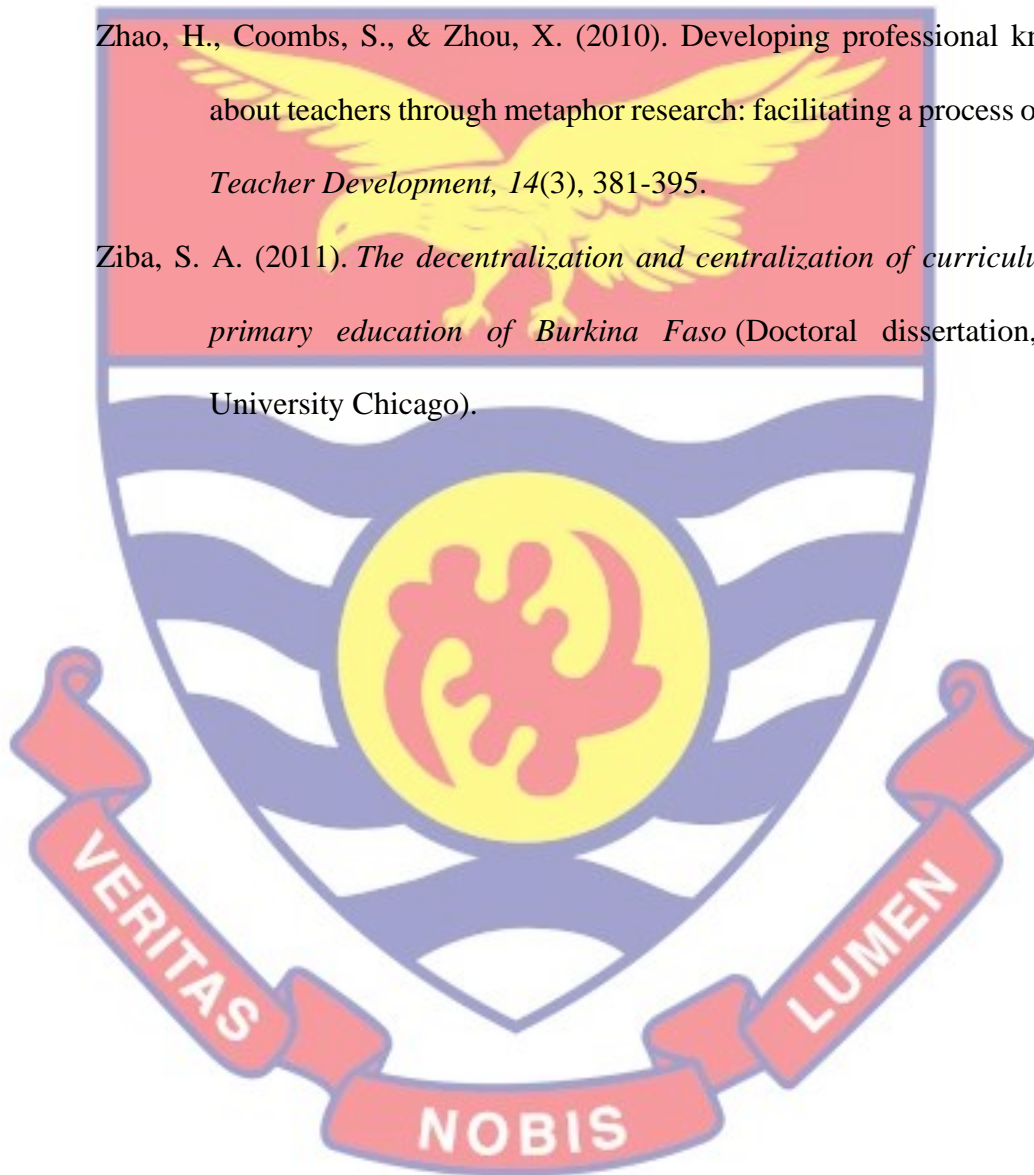 Zhao, H., Coombs, S., & Zhou, X. (2010). Developing professional
about teachers through metaphor research: facilitating a process
Teacher Development, 14(3), 381-395.
Ziba, S. A. (2011). The decentralization and centralization of
primary education of Burkina Faso (Doctoral dissertation,
University Chicago).
VERITAS
NOBIS
LUMEN